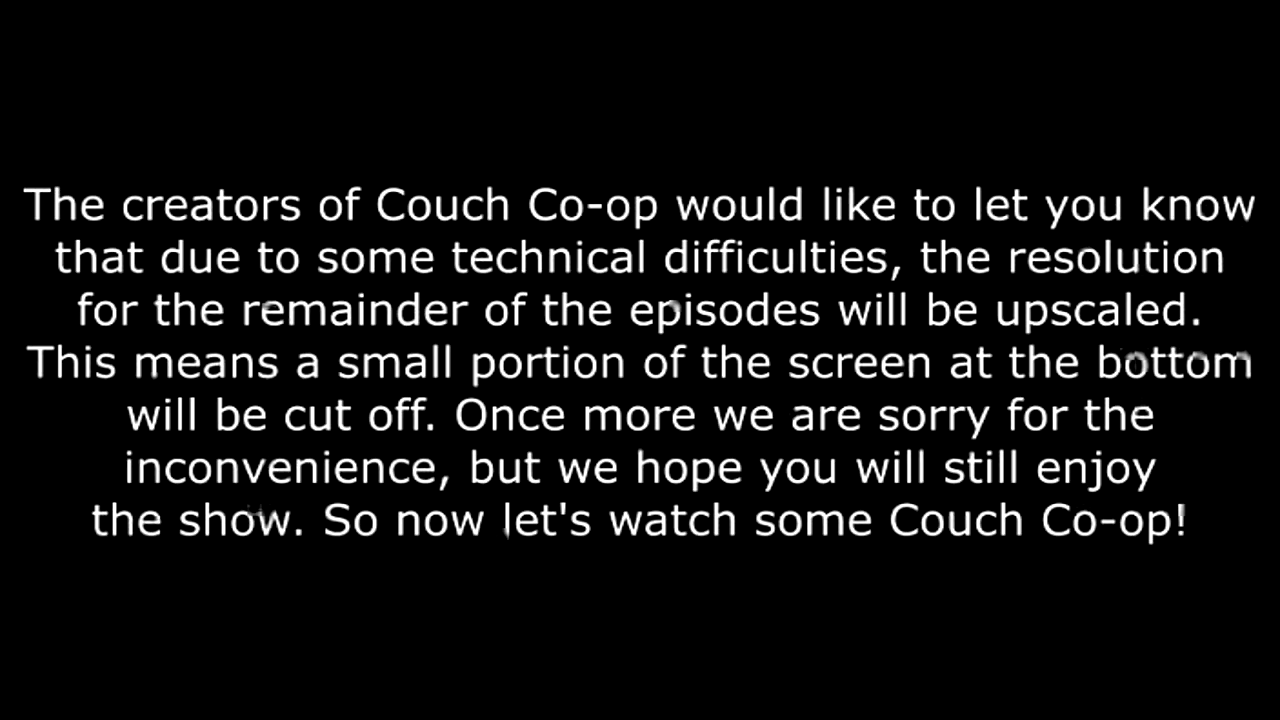 The creators of Couch Co-op would like to let you know
that due to some technical difficulties, the resolution
for the remainder of the episodes will be upscaled.
This means a small portion of the screen at the bottom
will be cut off. Once more we are sorry for the
inconvenience, but we hope you will still enjoy
the show. So now let's watch some Couch Co-op!